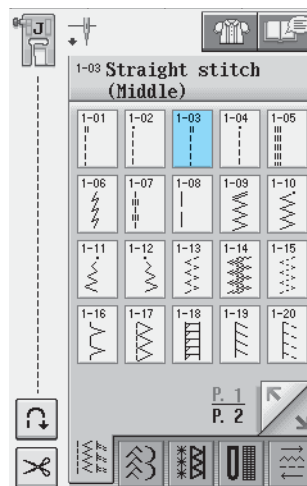 J
1-03 Straight stitch
(Middle)
1-01 1-02 1-03 1-04 1-05
1-06 1-07 1-08 1-09 1-10
1-11 1-12 1-13 1-14 1-15
1-16 1-17 1-18 1-19 1-20
P. 1
P. 2